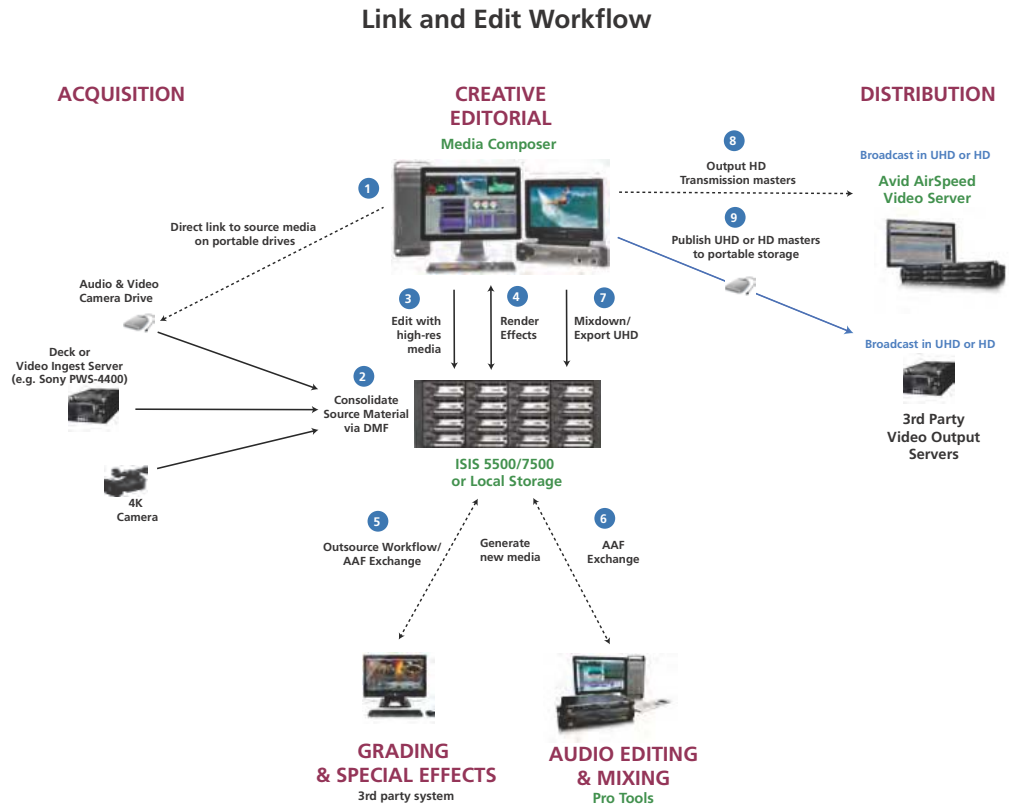 Link and Edit Workflow
ACQUISITION
CREATIVE
EDITORIAL
Media Composer
DISTRIBUTION
1
Direct link to source media
on portable drives
8
Output HD
Transmission masters
Broadcast in UHD or HD
Avid AirSpeed
Video Server
9
Publish UHD or HD masters
to portable storage
Audio & Video
Camera Drive
3
Edit with
high-res
media
4
Render
Effects
7
Mixdown/
Export UHD
Broadcast in UHD or HD
3rd Party
Video Output
Servers
Deck or
Video Ingest Server
(e.g. Sony PWS-4400)
2
Consolidate
Source Material
via DMF
4K
Camera
ISIS 5500/7500
or Local Storage
5
Outsource Workflow/
AAF Exchange
Generate
new media
6
AAF
Exchange
GRADING
& SPECIAL EFFECTS
3rd party system
AUDIO EDITING
& MIXING
Pro Tools